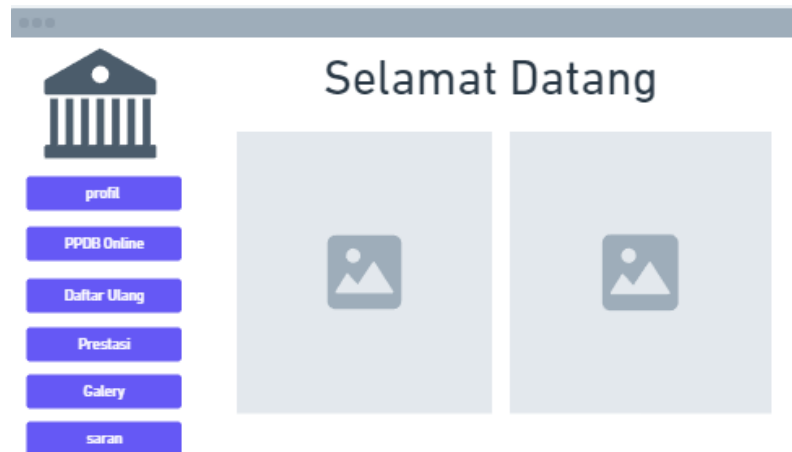 Selamat Datang
profil
PPDB Online
Daftar Ulang
Prestasi
Galery
saran